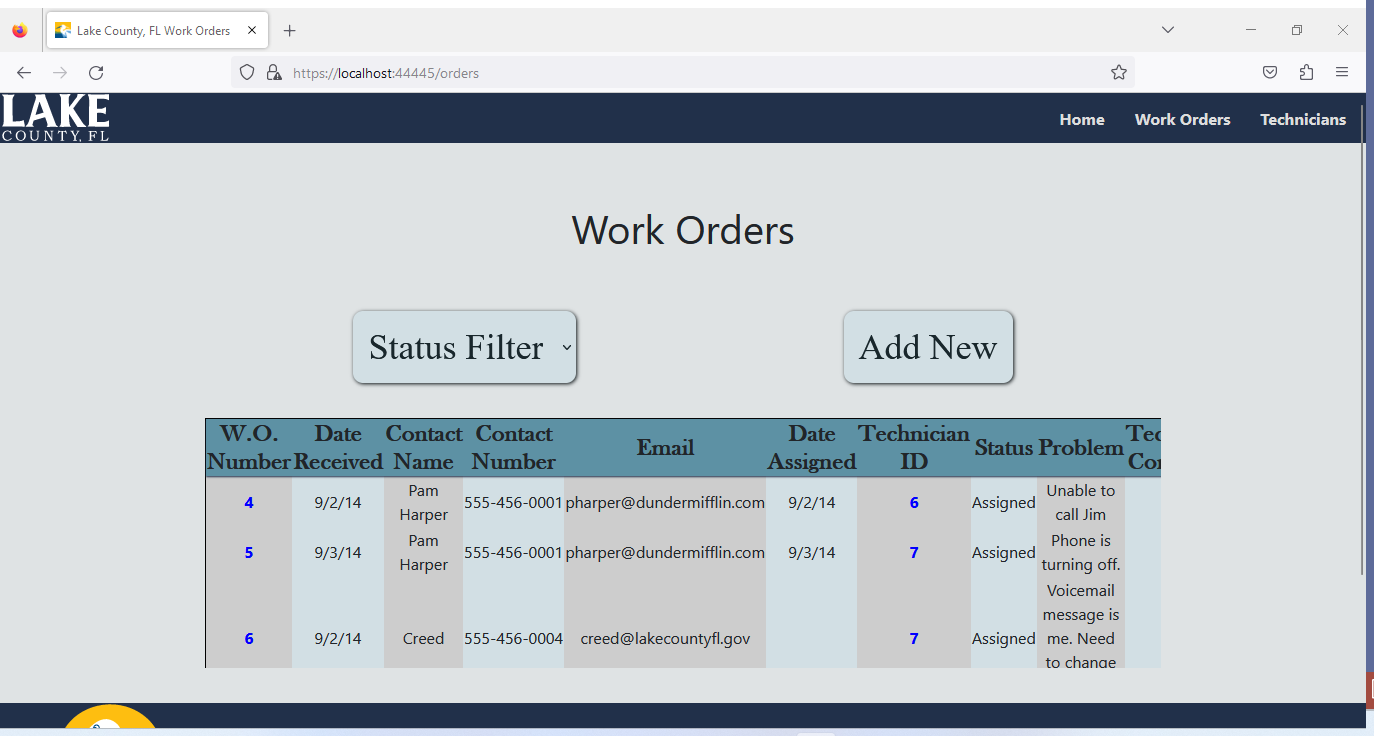 Lake County, FL Work Orders
https://localhost:44445/orders
LAKE
COUNTY, FL
Home Work Orders Technicians
Work Orders
Status Filter Add New
W.O. Number Date Received Contact Name Contact Number Email Date Assigned Technician ID Status Problem
4 9/2/14 Pam Harper 555-456-0001 pharper@dundermifflin.com 9/2/14 6 Assigned Unable to call Jim
5 9/3/14 Pam Harper 555-456-0001 pharper@dundermifflin.com 9/3/14 7 Assigned Phone is turning off.
6 9/2/14 Creed 555-456-0004 creed@lakecountyfl.gov 7 Assigned Voicemail message is me. Need to change